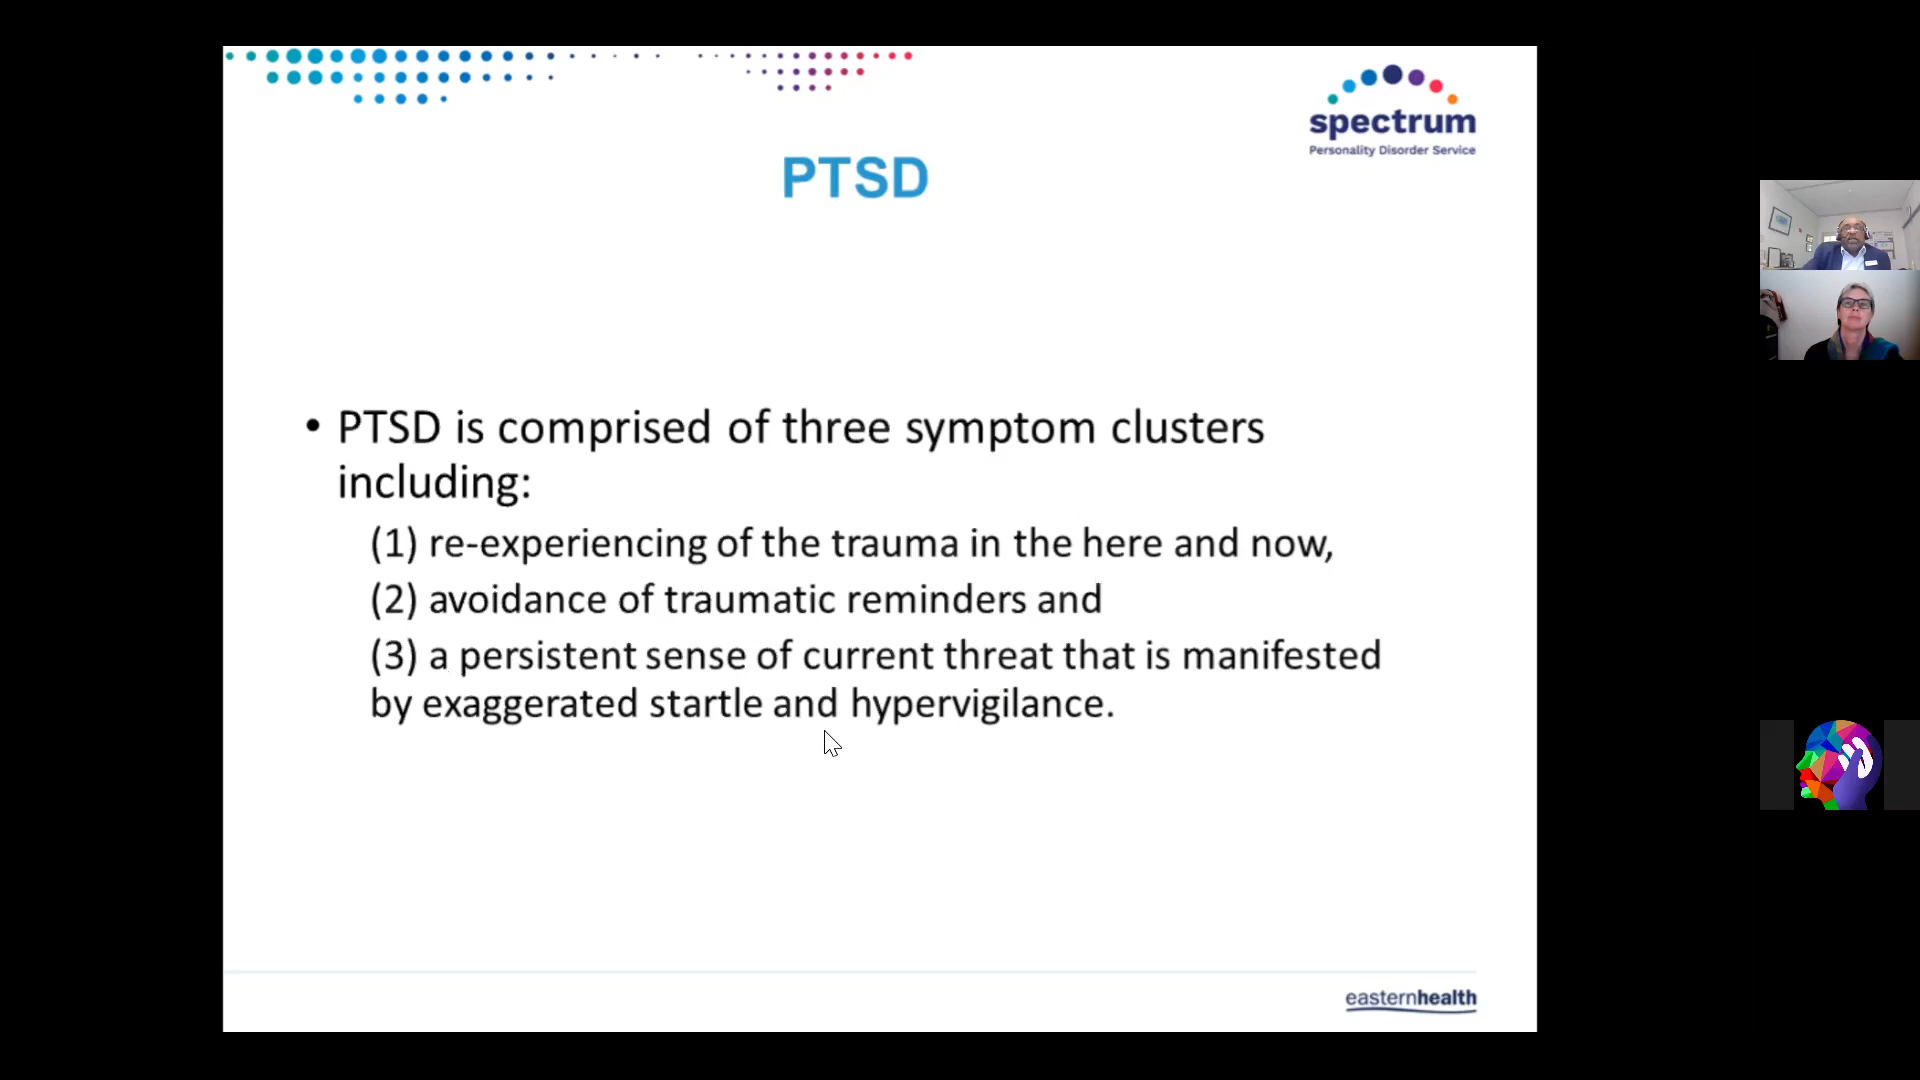 spectrum
Personality Disorder Service
PTSD
• PTSD is comprised of three symptom clusters
including:
(1) re-experiencing of the trauma in the here and now,
(2) avoidance of traumatic reminders and
(3) a persistent sense of current threat that is manifested
by exaggerated startle and hypervigilance.
easternhealth